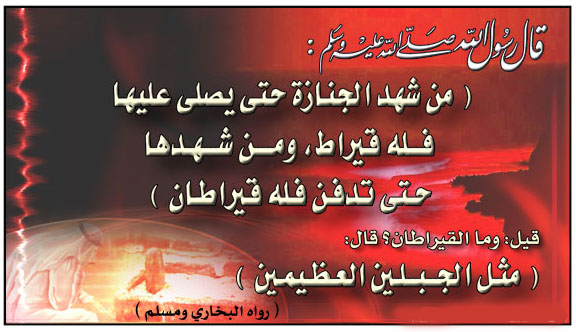 قال رسول الله صلى الله عليه وسلم :
( من شهد الجنازة حتى يصلى عليها
فله قيراط، ومن شهدها
حتى تدفن فله قيراطان )
قيل: وما القيراطان؟ قال:
( مثل الجبلين العظيمين )
( رواه البخاري ومسلم )